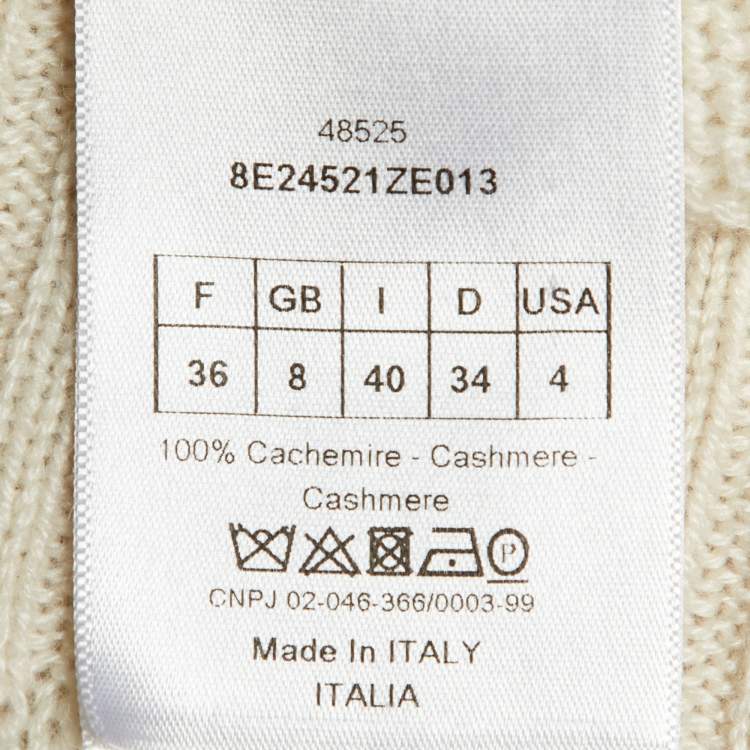 48525
8E24521ZE013
F GB I D USA
36 8 40 34 4
100% Cachemire - Cashmere -
Cashmere
P
CNPJ 02-046-366/0003-99
Made In ITALY
ITALIA